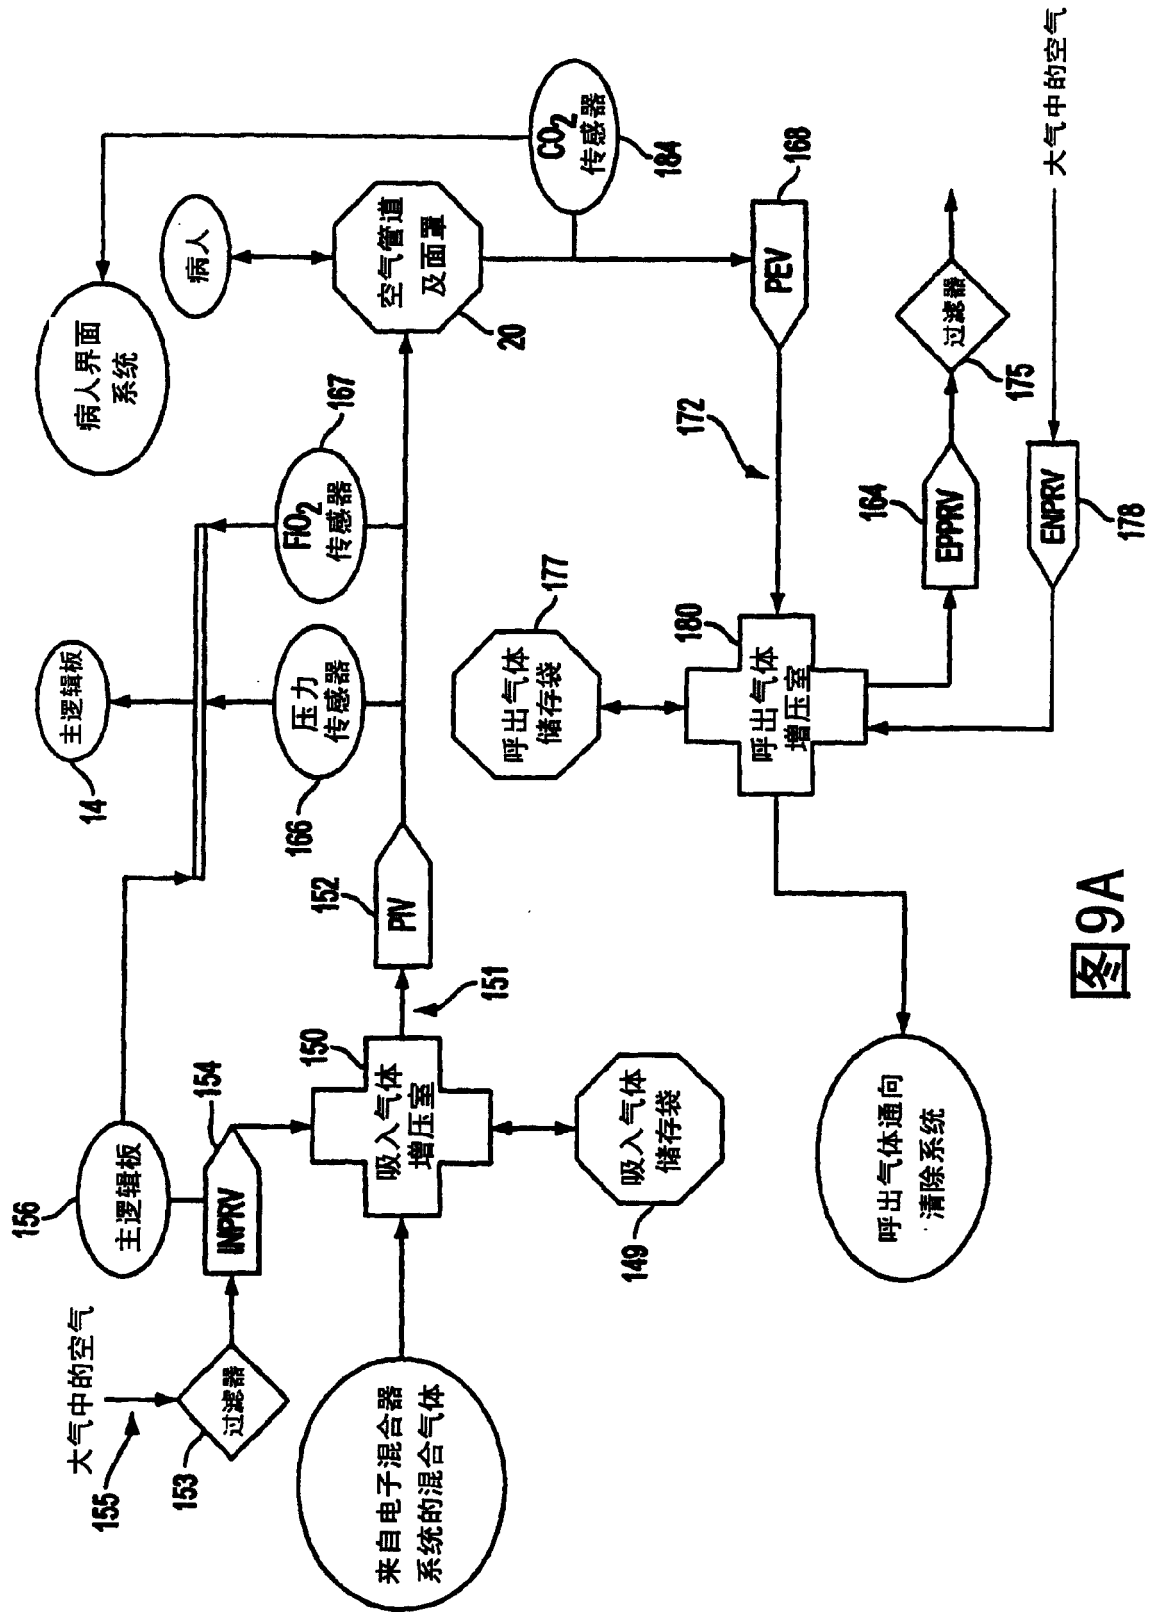 大气中的空气
155
153
过滤器
156
主逻辑板
INPRV
154
来自电子混合器
系统的混合气体
吸入气体
增压室
150
151
吸入气体
储存袋
149
PIV
152
主逻辑板
14
压力
传感器
166
FIO2
传感器
167
病人界面
系统
病人
空气管道
及面罩
20
CO2
传感器
184
PEV
168
172
呼出气体
储存袋
177
呼出气体
增压室
180
EPPRV
164
过滤器
175
ENPRV
178
大气中的空气
呼出气体通向
清除系统
图9A